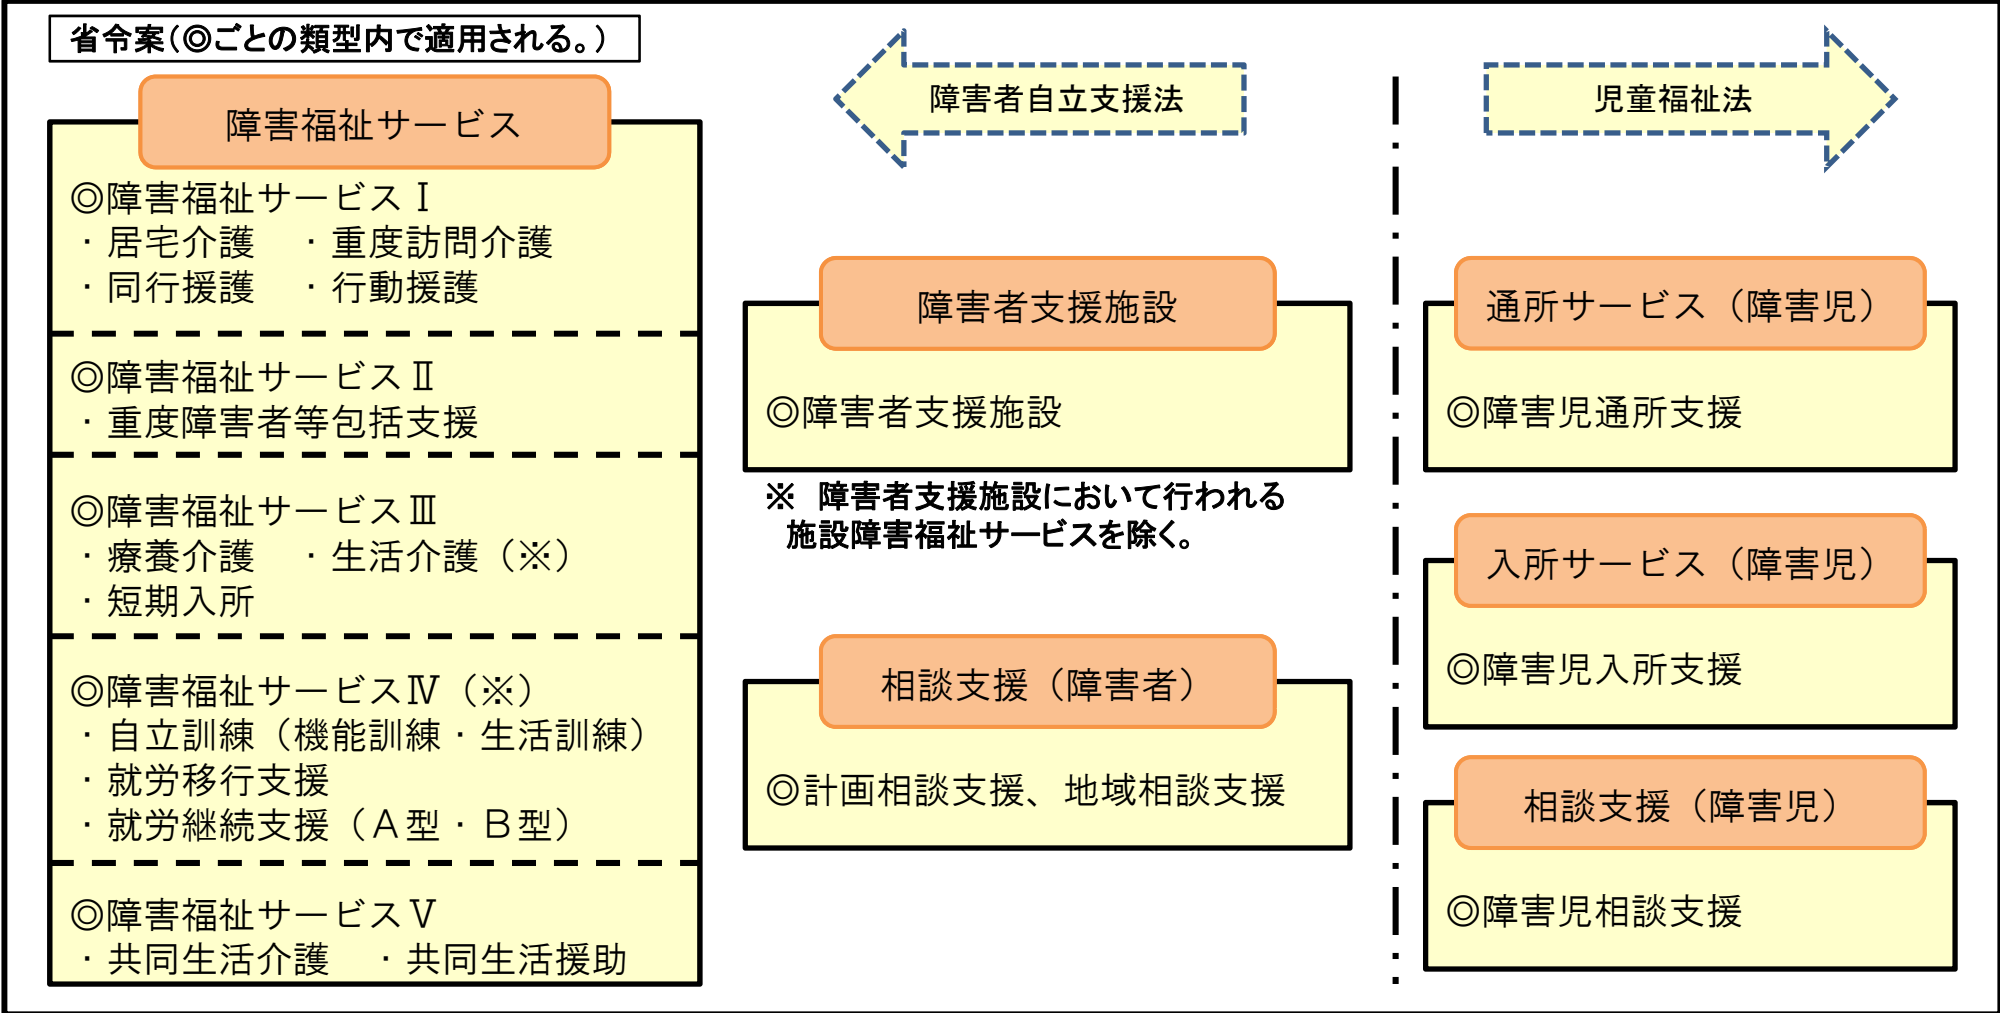 省令案（◎ごとの類型内で適用される。）
障害福祉サービス
◎障害福祉サービスⅠ
・居宅介護　・重度訪問介護
・同行援護　・行動援護
◎障害福祉サービスⅡ
・重度障害者等包括支援
◎障害福祉サービスⅢ
・療養介護　・生活介護（※）
・短期入所
◎障害福祉サービスⅣ（※）
・自立訓練（機能訓練・生活訓練）
・就労移行支援
・就労継続支援（Ａ型・Ｂ型）
◎障害福祉サービスⅤ
・共同生活介護　・共同生活援助
障害者自立支援法
障害者支援施設
◎障害者支援施設
※　障害者支援施設において行われる
施設障害福祉サービスを除く。
相談支援（障害者）
◎計画相談支援、地域相談支援
児童福祉法
通所サービス（障害児）
◎障害児通所支援
入所サービス（障害児）
◎障害児入所支援
相談支援（障害児）
◎障害児相談支援